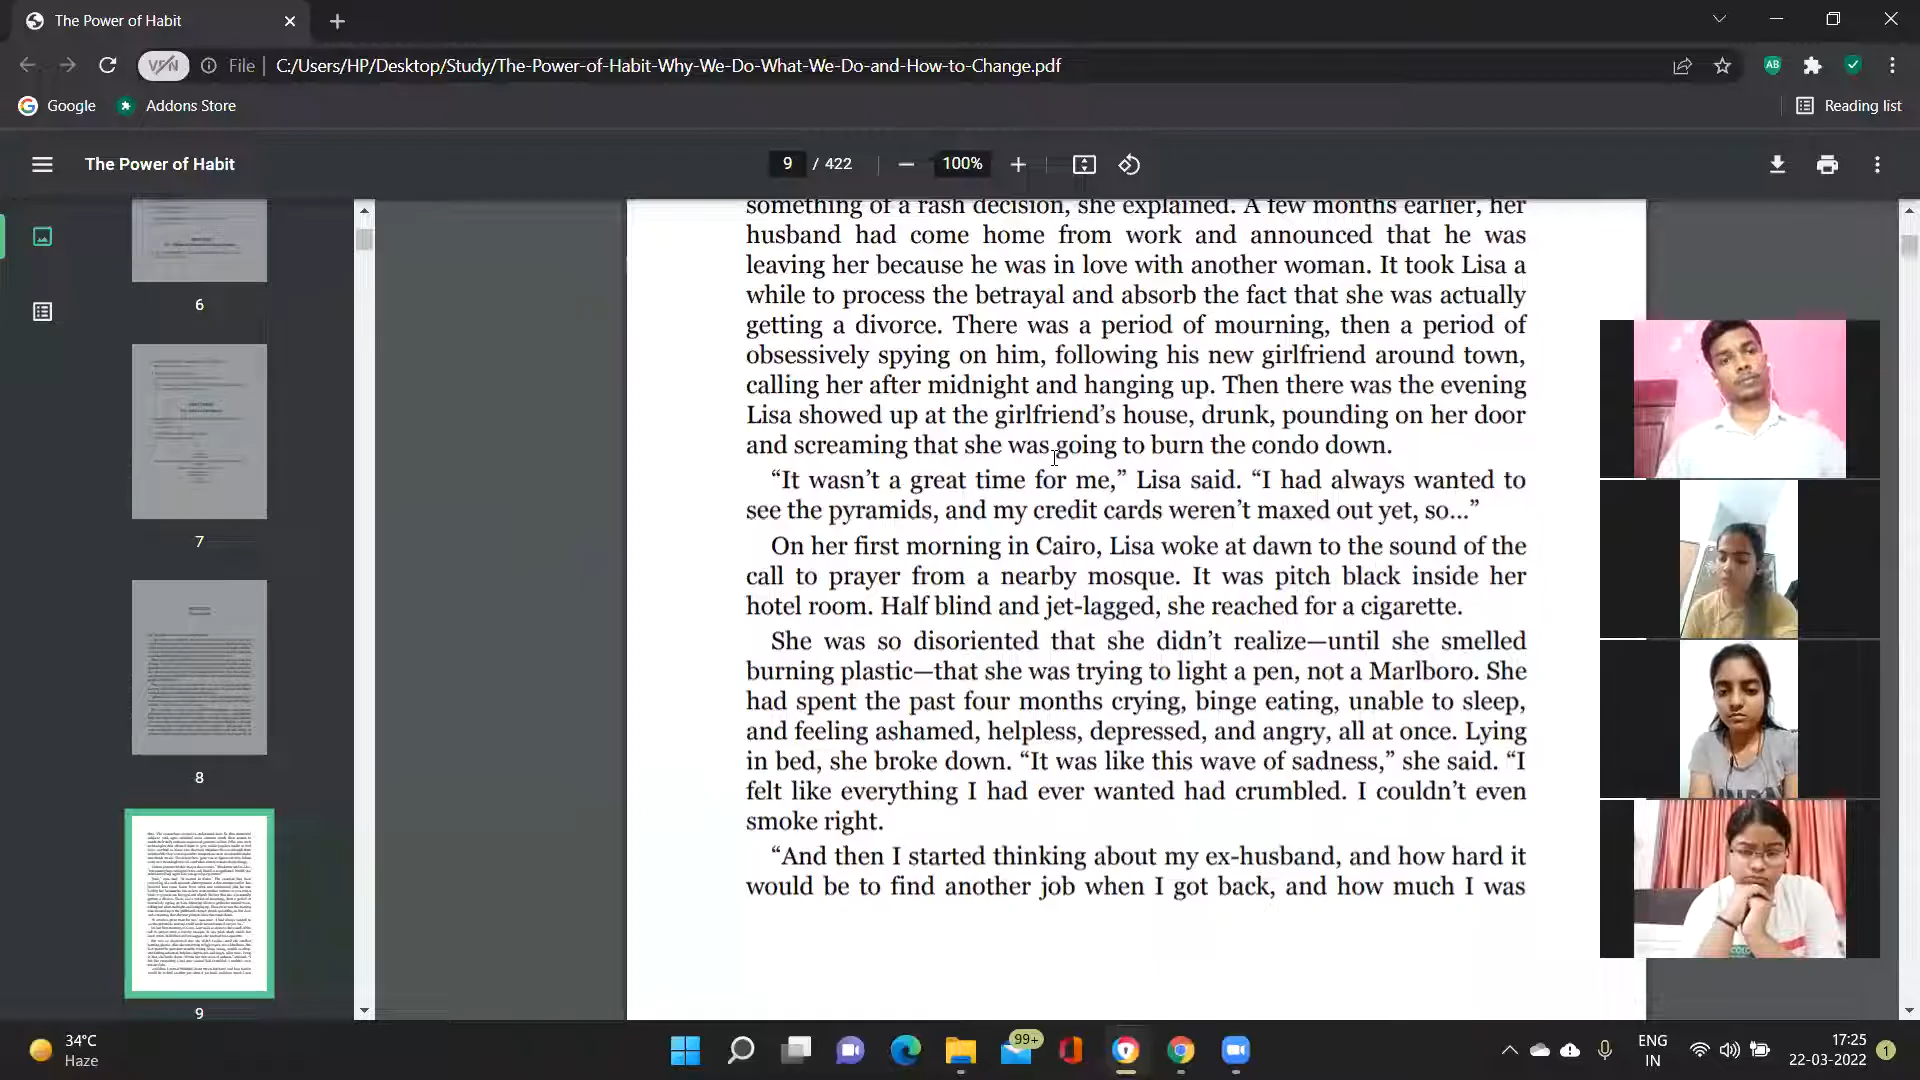 The Power of Habit
VPN
File
C:/Users/HP/Desktop/Study/The-Power-of-Habit-Why-We-Do-What-We-Do-and-How-to-Change.pdf
AB
Google
Addons Store
Reading list
The Power of Habit
9 / 422
100%
something of a rash decision, she explained. A few months earlier, her
husband had come home from work and announced that he was
leaving her because he was in love with another woman. It took Lisa a
while to process the betrayal and absorb the fact that she was actually
getting a divorce. There was a period of mourning, then a period of
obsessively spying on him, following his new girlfriend around town,
calling her after midnight and hanging up. Then there was the evening
Lisa showed up at the girlfriend’s house, drunk, pounding on her door
and screaming that she was going to burn the condo down.
“It wasn’t a great time for me,” Lisa said. “I had always wanted to
see the pyramids, and my credit cards weren’t maxed out yet, so…”
On her first morning in Cairo, Lisa woke at dawn to the sound of the
call to prayer from a nearby mosque. It was pitch black inside her
hotel room. Half blind and jet-lagged, she reached for a cigarette.
She was so disoriented that she didn’t realize—until she smelled
burning plastic—that she was trying to light a pen, not a Marlboro. She
had spent the past four months crying, binge eating, unable to sleep,
and feeling ashamed, helpless, depressed, and angry, all at once. Lying
in bed, she broke down. “It was like this wave of sadness,” she said. “I
felt like everything I had ever wanted had crumbled. I couldn’t even
smoke right.
“And then I started thinking about my ex-husband, and how hard it
would be to find another job when I got back, and how much I was
6
7
8
9
34°C
Haze
99+
ENG
IN
17:25
22-03-2022
1